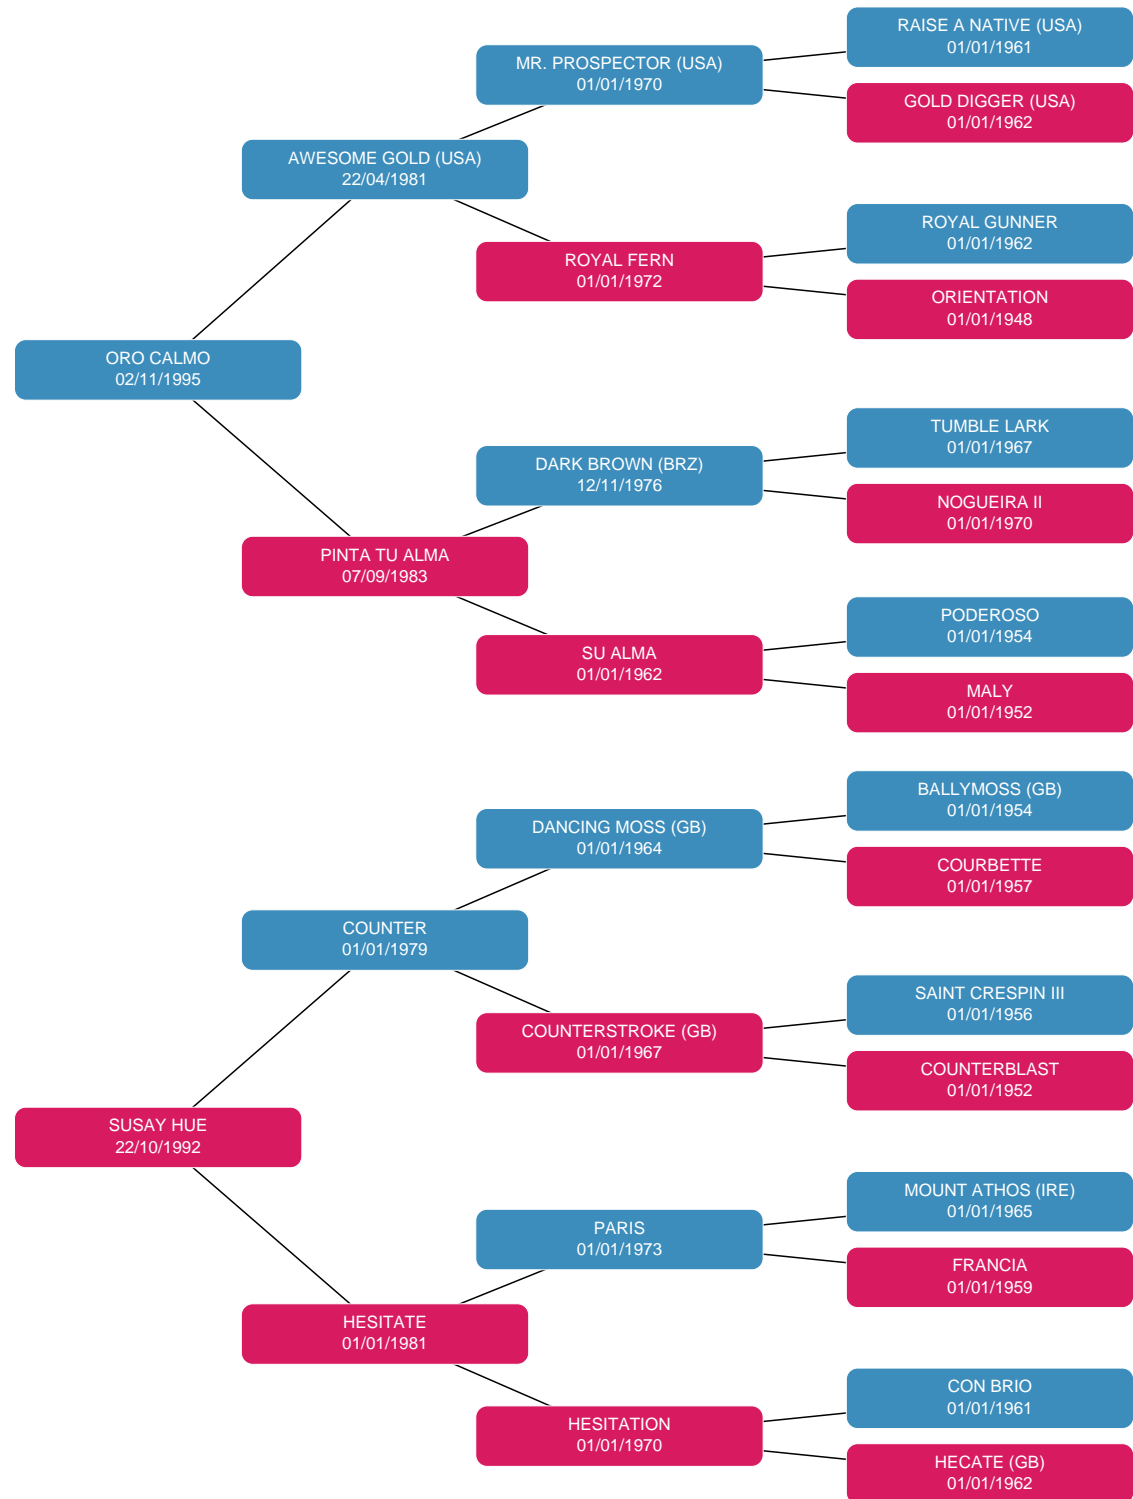 RAISE A NATIVE (USA)
01/01/1961
MR. PROSPECTOR (USA)
01/01/1970
GOLD DIGGER (USA)
01/01/1962
AWESOME GOLD (USA)
22/04/1981
ROYAL GUNNER
01/01/1962
ROYAL FERN
01/01/1972
ORIENTATION
01/01/1948
ORO CALMO
02/11/1995
TUMBLE LARK
01/01/1967
DARK BROWN (BRZ)
12/11/1976
NOGUEIRA II
01/01/1970
PINTA TU ALMA
07/09/1983
PODEROSO
01/01/1954
SU ALMA
01/01/1962
MALY
01/01/1952
BALLYMOSS (GB)
01/01/1954
DANCING MOSS (GB)
01/01/1964
COURBETTE
01/01/1957
COUNTER
01/01/1979
SAINT CRESPIN III
01/01/1956
COUNTERSTROKE (GB)
01/01/1967
COUNTERBLAST
01/01/1952
SUSAY HUE
22/10/1992
MOUNT ATHOS (IRE)
01/01/1965
PARIS
01/01/1973
FRANCIA
01/01/1959
HESITATE
01/01/1981
CON BRIO
01/01/1961
HESITATION
01/01/1970
HECATE (GB)
01/01/1962